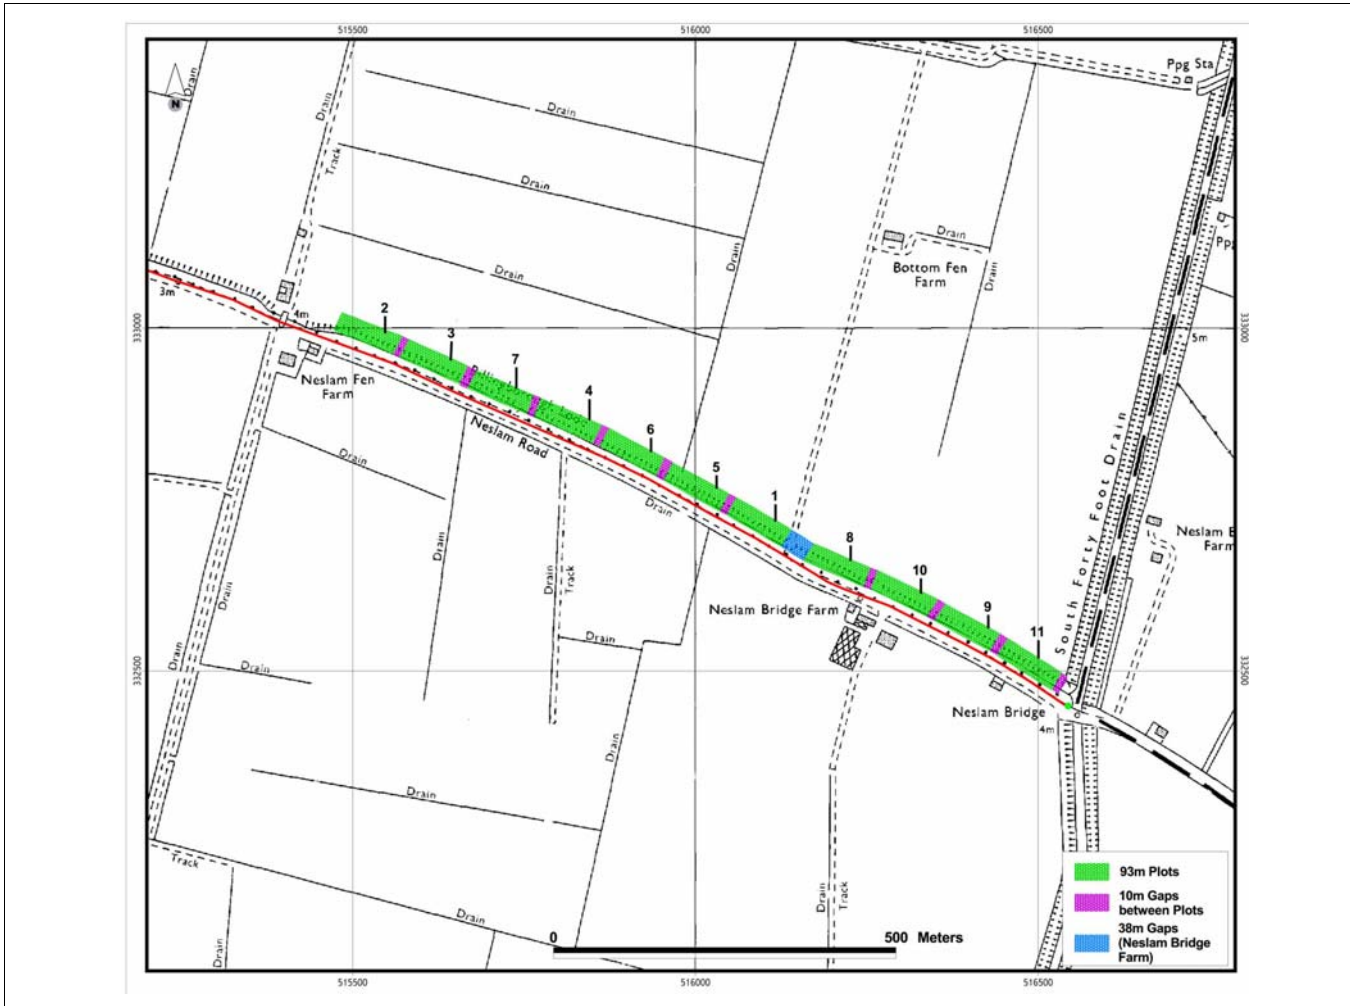 515500
516000
516500
Ppg Sta
Drain
Drain
Drain
Track
Drain
Drain
Drain
Drain
Drain
Bottom Fen
Farm
Drain
Ppg
N
3m
4m
333000
333000
5m
2
3
7
4
6
5
1
8
10
9
11
Neslam Fen
Farm
Neslam Road
Drain
Drain
Drain
Drain
Track
Drain
South Forty Foot Drain
Neslam B
Farm
Neslam Bridge Farm
Drain
Drain
Drain
332500
332500
Neslam Bridge
4m
Drain
Drain
Track
Drain
Drain
Drain
Track
0
500 Meters
93m Plots
10m Gaps
between Plots
38m Gaps
(Neslam Bridge
Farm)
515500
516000
516500